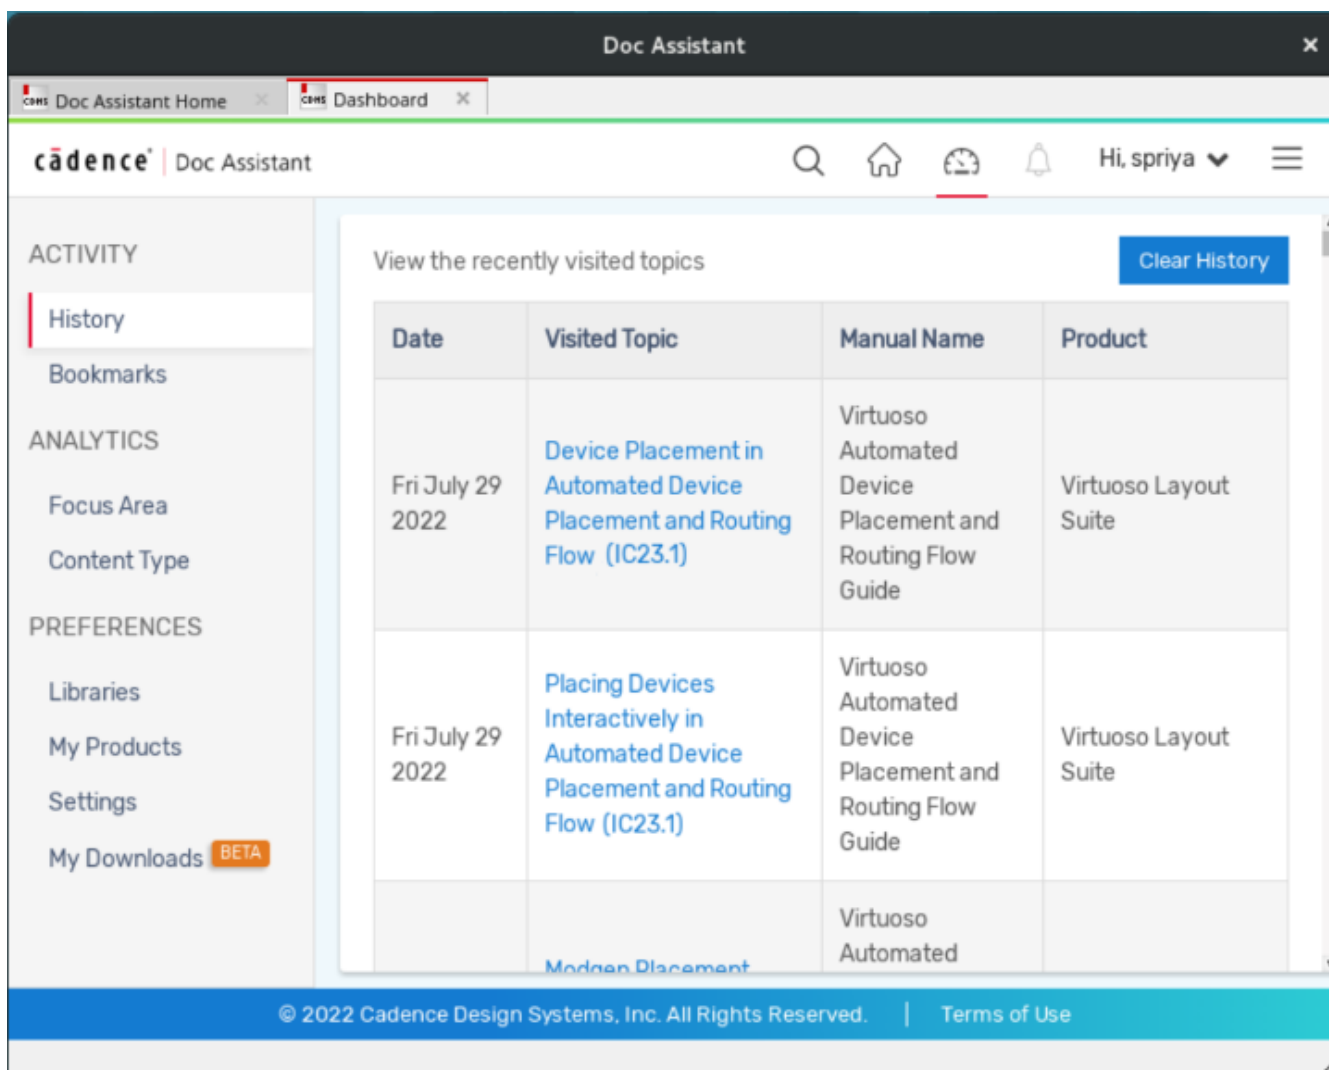 Doc Assistant
CDMS Doc Assistant Home
CDMS Dashboard
cādence® | Doc Assistant
Hi, spriya
ACTIVITY
History
Bookmarks
ANALYTICS
Focus Area
Content Type
PREFERENCES
Libraries
My Products
Settings
My Downloads BETA
View the recently visited topics
Clear History
Date
Visited Topic
Manual Name
Product
Fri July 29
2022
Device Placement in
Automated Device
Placement and Routing
Flow (IC23.1)
Virtuoso
Automated
Device
Placement and
Routing Flow
Guide
Virtuoso Layout
Suite
Fri July 29
2022
Placing Devices
Interactively in
Automated Device
Placement and Routing
Flow (IC23.1)
Virtuoso
Automated
Device
Placement and
Routing Flow
Guide
Virtuoso Layout
Suite
Modgen Placement
Virtuoso
Automated
© 2022 Cadence Design Systems, Inc. All Rights Reserved. | Terms of Use